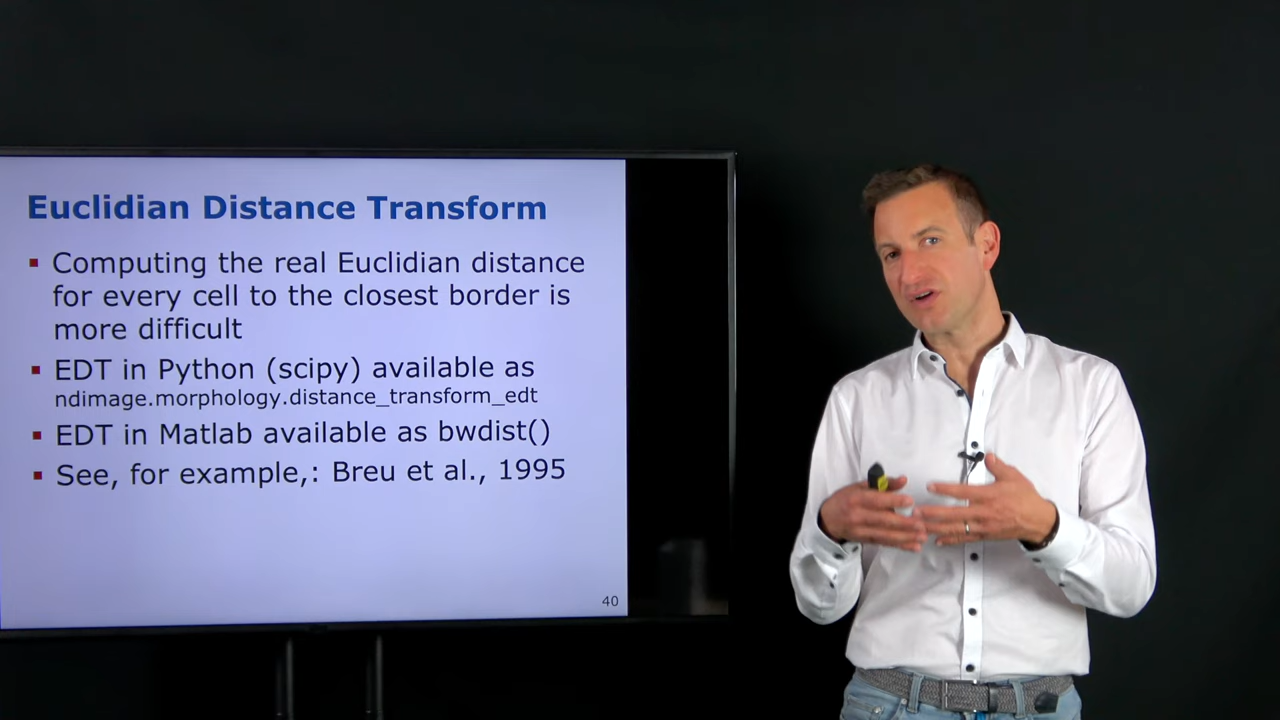 Euclidian Distance Transform
Computing the real Euclidian distance
for every cell to the closest border is
more difficult
EDT in Python (scipy) available as
ndimage.morphology.distance_transform_edt
EDT in Matlab available as bwdist()
See, for example,: Breu et al., 1995
40